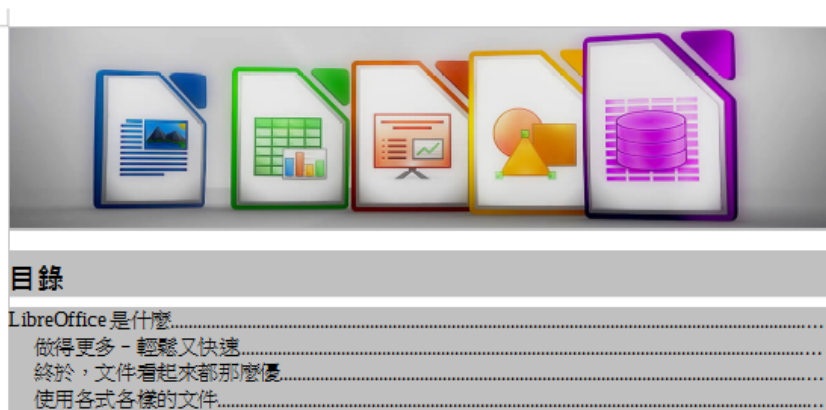 目錄
LibreOffice 是什麼........................................................................................................................................
做得更多－輕鬆又快速........................................................................................................................
終於，文件看起來都那麼優................................................................................................................
使用各式各樣的文件............................................................................................................................